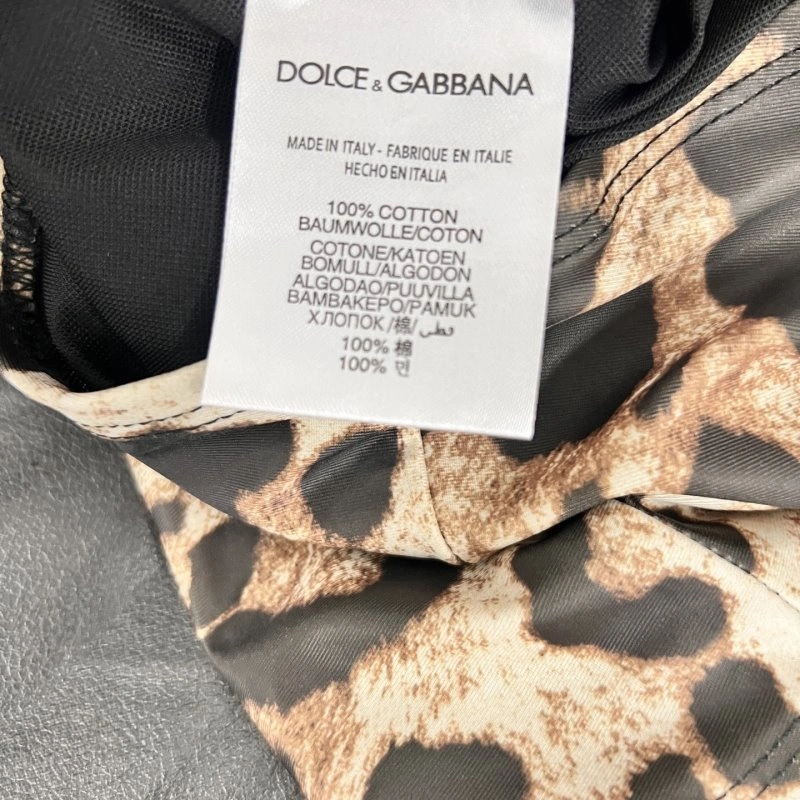 DOLCE & GABBANA
MADE IN ITALY - FABRIQUE EN ITALIE
HECHO EN ITALIA
100% COTTON
BAUMWOLLE/COTON
COTONE/KATOEN
BOMULL/ALGODON
ALGODAO/PUUVILLA
BAMBAKEPO/PAMUK
ХЛОПОК/棉/قطن
100% 棉
100% 면